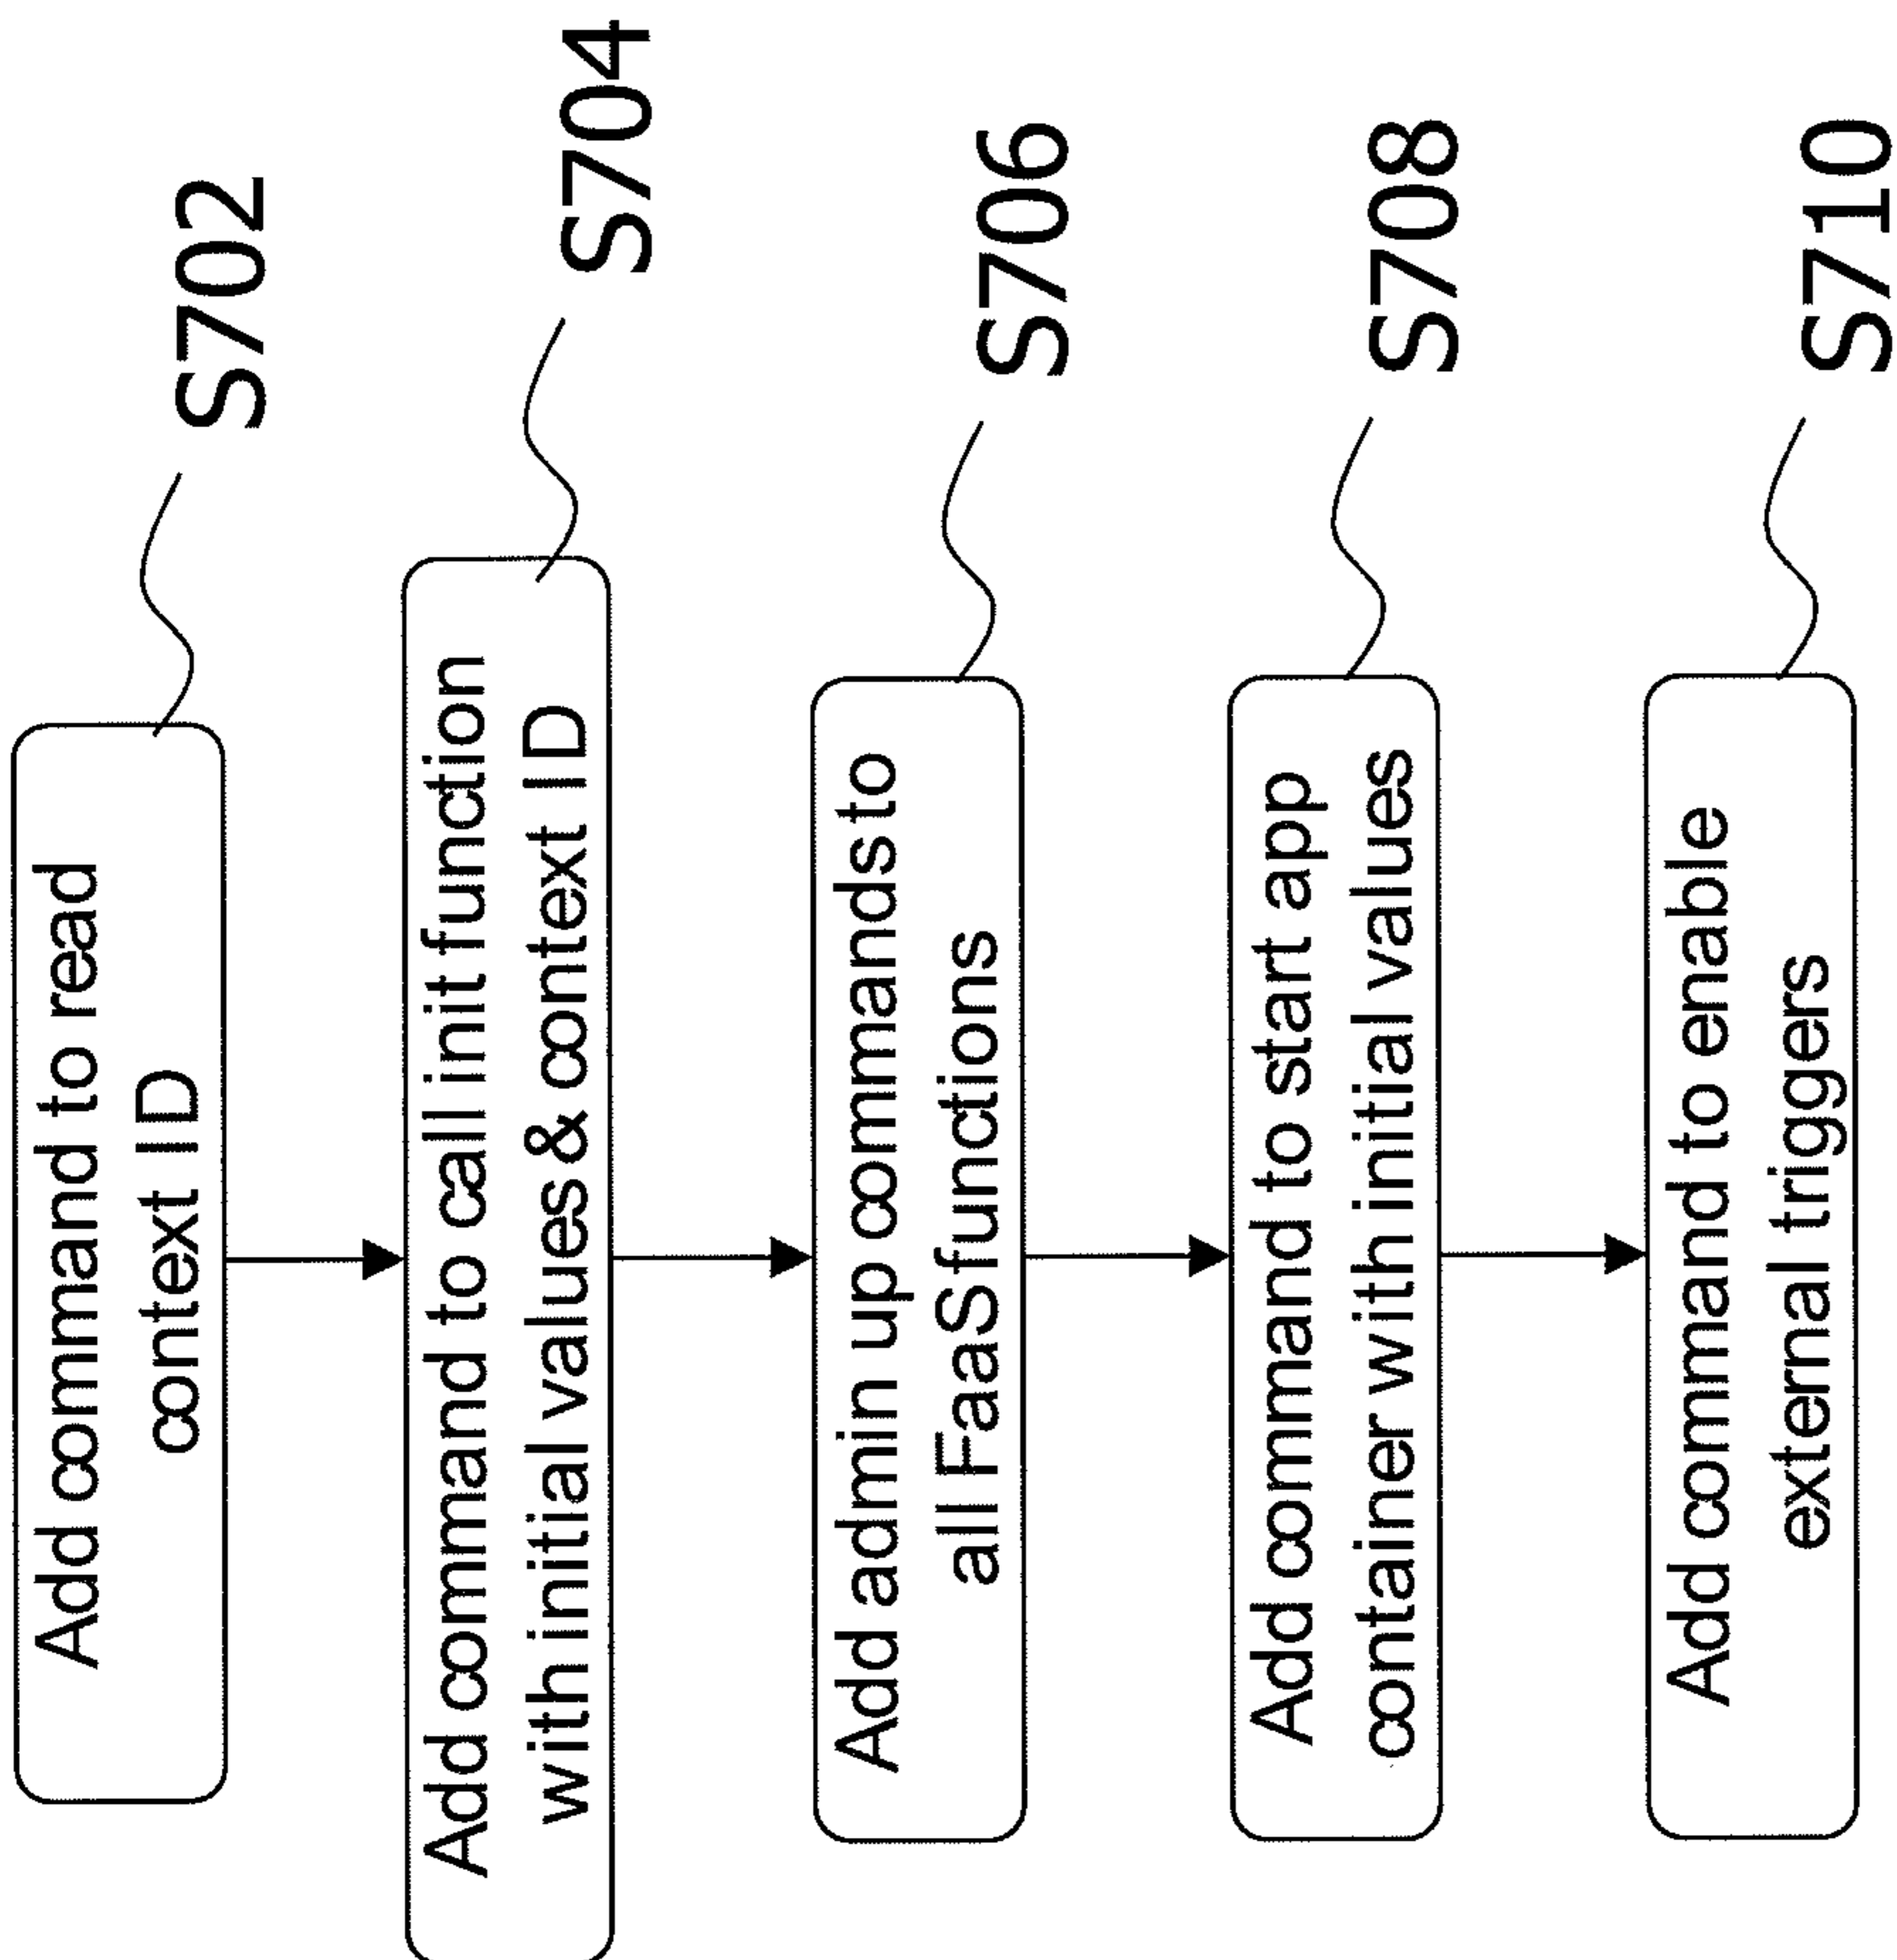 Add command to read
context ID
S702
Add command to call init function
with initial values & context ID
S704
Add admin up commands to
all FaaS functions
S706
Add command to start app
container with initial values
S708
Add command to enable
external triggers
S710